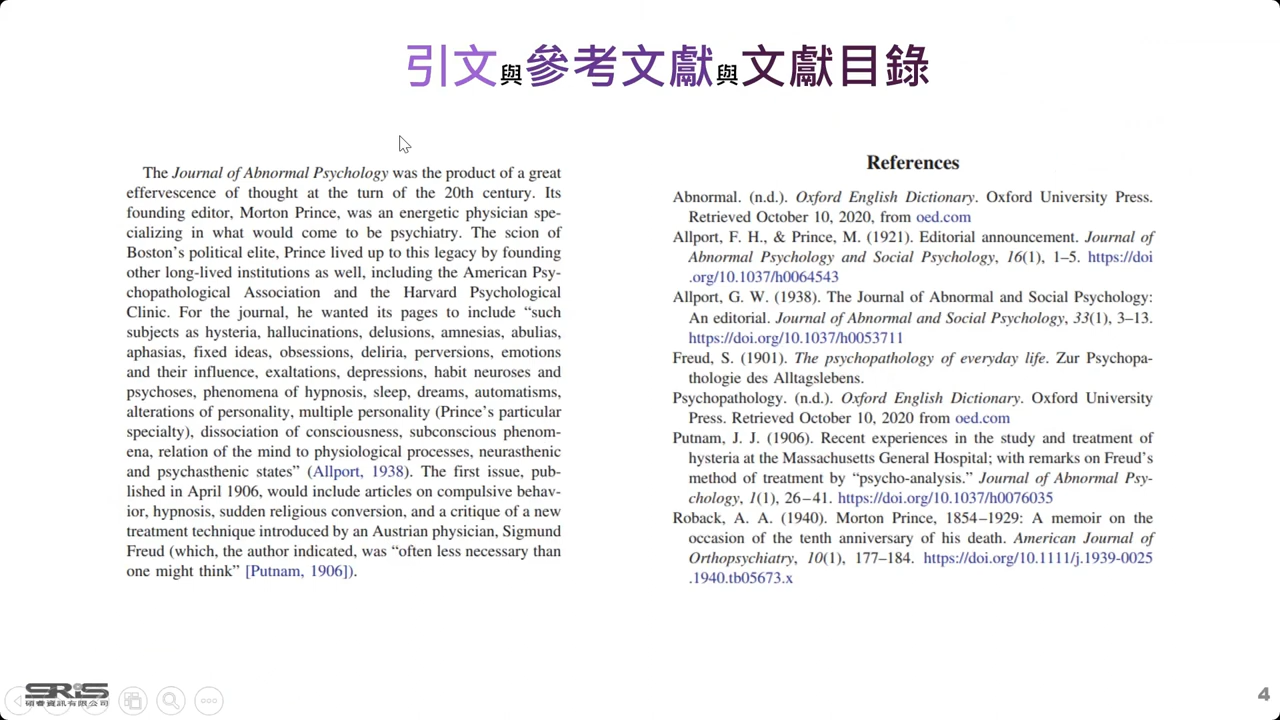 引文與參考文獻與文獻目錄
The Journal of Abnormal Psychology was the product of a great
effervescence of thought at the turn of the 20th century. Its
founding editor, Morton Prince, was an energetic physician spe-
cializing in what would come to be psychiatry. The scion of
Boston's political elite, Prince lived up to this legacy by founding
other long-lived institutions as well, including the American Psy-
chopathological Association and the Harvard Psychological
Clinic. For the journal, he wanted its pages to include “such
subjects as hysteria, hallucinations, delusions, amnesias, abulias,
aphasias, fixed ideas, obsessions, deliria, perversions, emotions
and their influence, exaltations, depressions, habit neuroses and
psychoses, phenomena of hypnosis, sleep, dreams, automatisms,
alterations of personality, multiple personality (Prince's particular
specialty), dissociation of consciousness, subconscious phenom-
ena, relation of the mind to physiological processes, neurasthenic
and psychasthenic states” (Allport, 1938). The first issue, pub-
lished in April 1906, would include articles on compulsive behav-
ior, hypnosis, sudden religious conversion, and a critique of a new
treatment technique introduced by an Austrian physician, Sigmund
Freud (which, the author indicated, was “often less necessary than
one might think” [Putnam, 1906]).
References
Abnormal. (n.d.). Oxford English Dictionary. Oxford University Press.
Retrieved October 10, 2020, from oed.com
Allport, F. H., & Prince, M. (1921). Editorial announcement. Journal of
Abnormal Psychology and Social Psychology, 16(1), 1–5. https://doi
.org/10.1037/h0064543
Allport, G. W. (1938). The Journal of Abnormal and Social Psychology:
An editorial. Journal of Abnormal and Social Psychology, 33(1), 3–13.
https://doi.org/10.1037/h0053711
Freud, S. (1901). The psychopathology of everyday life. Zur Psychopa-
thologie des Alltagslebens.
Psychopathology. (n.d.). Oxford English Dictionary. Oxford University
Press. Retrieved October 10, 2020 from oed.com
Putnam, J. J. (1906). Recent experiences in the study and treatment of
hysteria at the Massachusetts General Hospital; with remarks on Freud's
method of treatment by “psycho-analysis.” Journal of Abnormal Psy-
chology, 1(1), 26–41. https://doi.org/10.1037/h0076035
Roback, A. A. (1940). Morton Prince, 1854–1929: A memoir on the
occasion of the tenth anniversary of his death. American Journal of
Orthopsychiatry, 10(1), 177–184. https://doi.org/10.1111/j.1939-0025
.1940.tb05673.x
SRIS
碩睿資訊有限公司
4